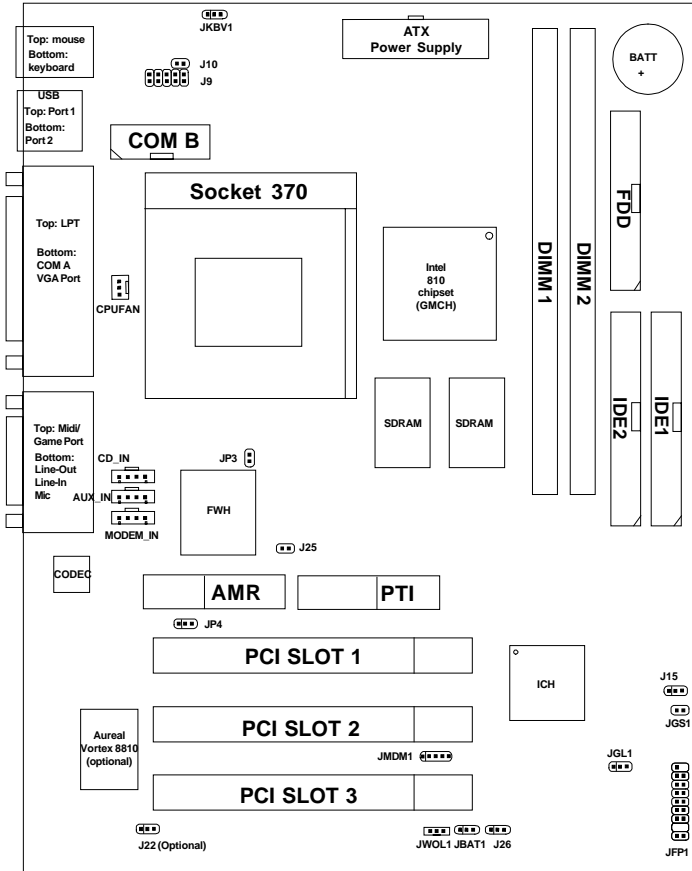 JKBV1
ATX
Power Supply
Top: mouse
Bottom:
keyboard
J10
J9
BATT
+
USB
Top: Port 1
Bottom:
Port 2
COM B
Socket 370
FDD
DIMM 1
DIMM 2
Top: LPT
Bottom:
COM A
VGA Port
Intel
810
chipset
(GMCH)
CPUFAN
SDRAM
SDRAM
IDE2
IDE1
Top: Midi/
Game Port
Bottom:
Line-Out
Line-In
Mic
CD_IN
AUX_IN
MODEM_IN
JP3
FWH
J25
CODEC
AMR
PTI
JP4
PCI SLOT 1
ICH
J15
JGS1
Aureal
Vortex 8810
(optional)
PCI SLOT 2
JMDM1
JGL1
PCI SLOT 3
J22 (Optional)
JWOL1
JBAT1
J26
JFP1